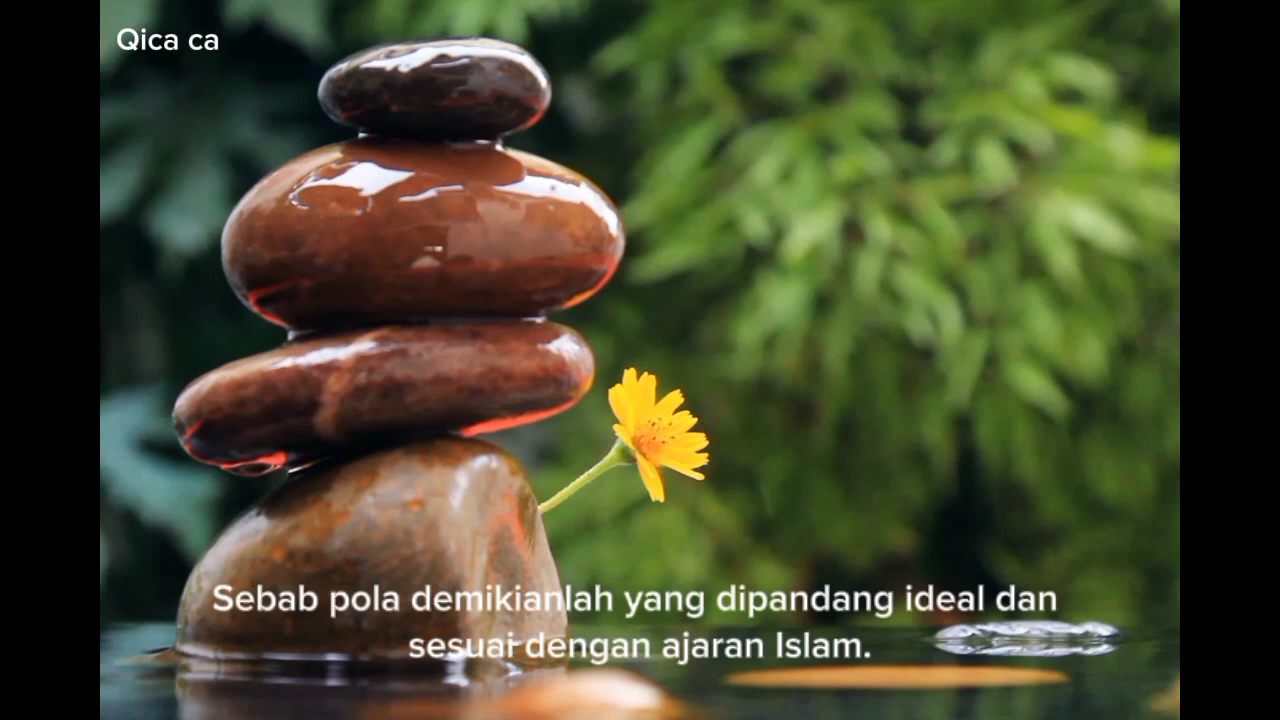 Qica ca
Sebab pola demikianlah yang dipandang ideal dan
sesuai dengan ajaran Islam.